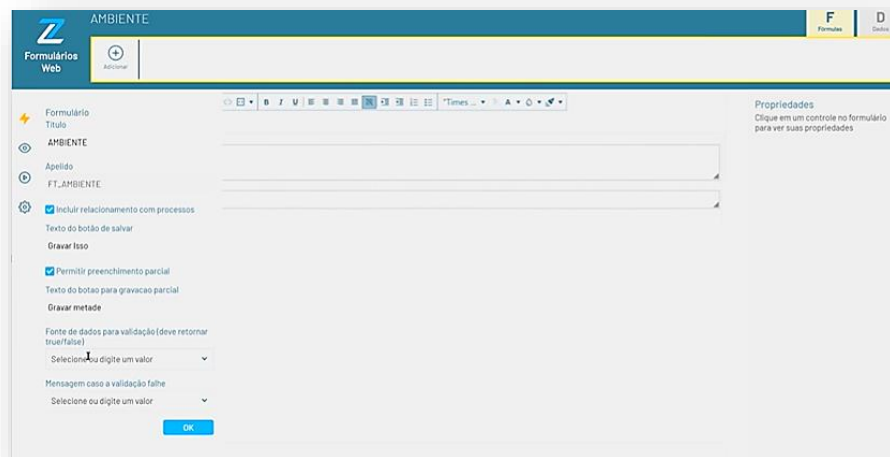 AMBIENTE
Formulários
Web
Adicionar
F
Fórmulas
D
Dados
B I U
"Times ...
A
Formulário
Título
AMBIENTE
Apelido
FT_AMBIENTE
Incluir relacionamento com processos
Texto do botão de salvar
Gravar Isso
Permitir preenchimento parcial
Texto do botao para gravacao parcial
Gravar metade
Fonte de dados para validação (deve retornar
true/false)
Selecione ou digite um valor
Mensagem caso a validação falhe
Selecione ou digite um valor
OK
Propriedades
Clique em um controle no formulário
para ver suas propriedades